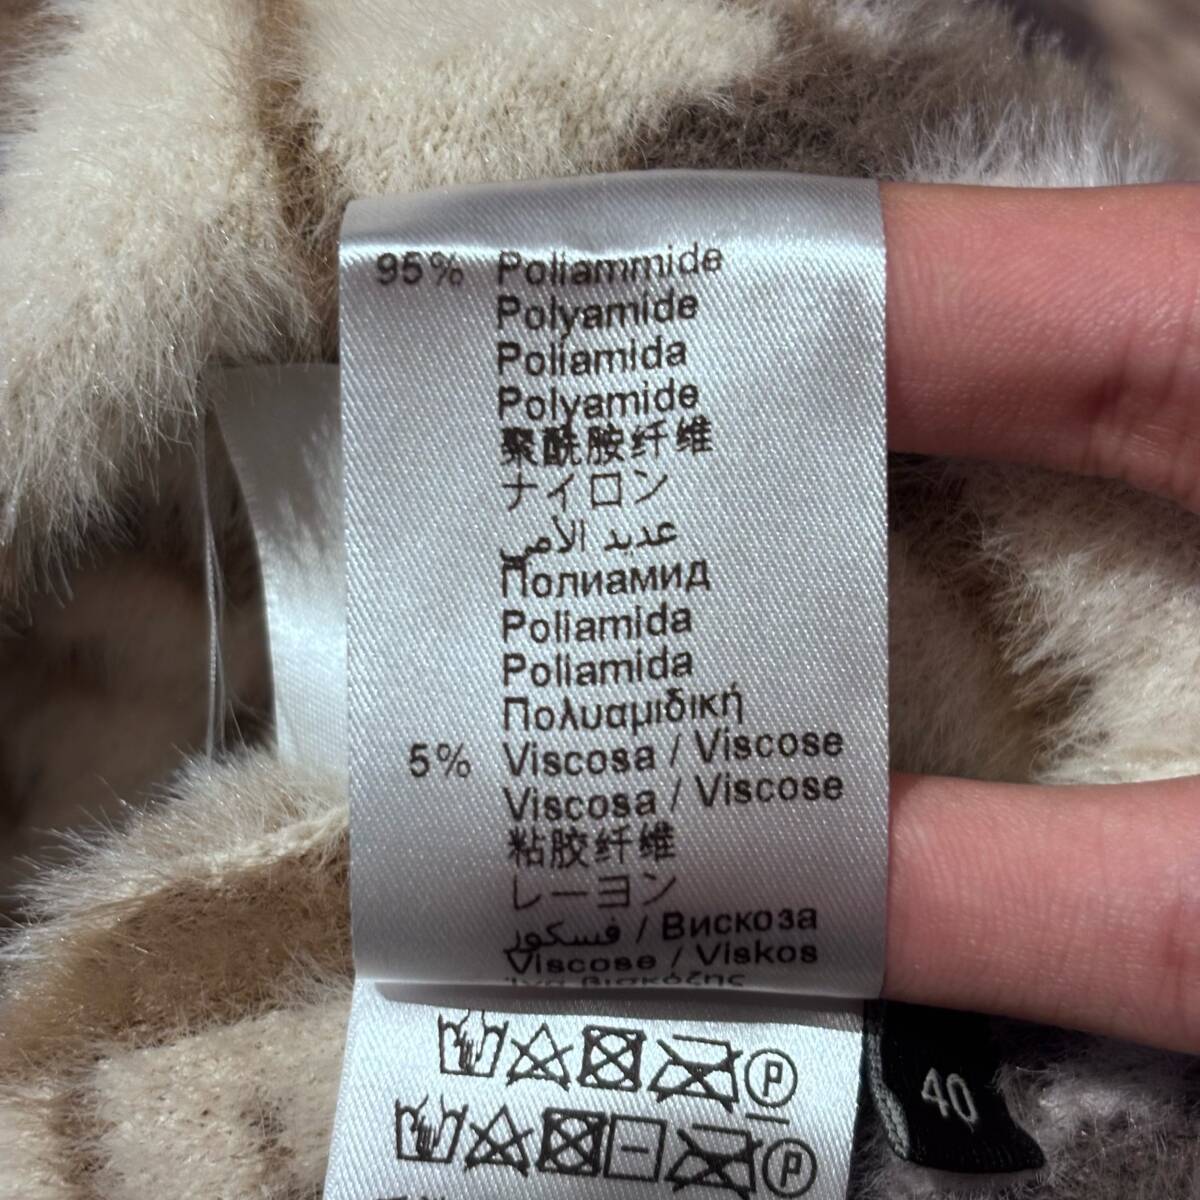 95% Poliammide
Polyamide
Poliamida
Polyamide
聚酰胺纤维
ナイロン
عديد الأمي
Полиамид
Poliamida
Poliamida
Πολυαμιδική
5% Viscosa / Viscose
Viscosa / Viscose
粘胶纤维
レーヨン
فسكوز / Вискоза
Viscose / Viskos
Ίνα βισκόζης
P
P
40